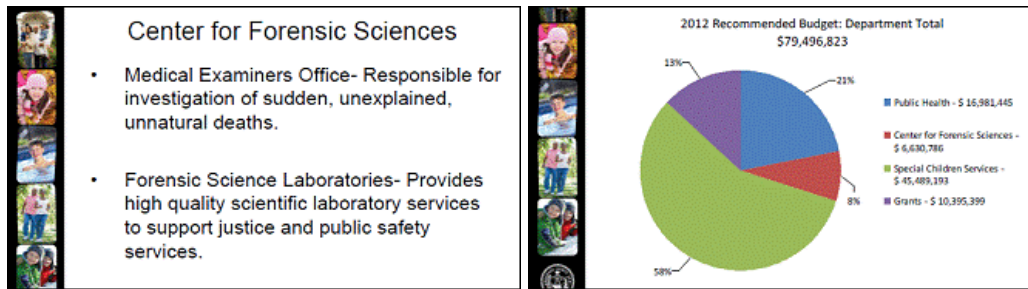 Center for Forensic Sciences
• Medical Examiners Office- Responsible for
investigation of sudden, unexplained,
unnatural deaths.
• Forensic Science Laboratories- Provides
high quality scientific laboratory services
to support justice and public safety
services.
2012 Recommended Budget: Department Total
$79,496,823
13%
21%
8%
58%
Public Health - $ 16,981,445
Center for Forensic Sciences -
$ 6,630,786
Special Children Services -
$ 45,489,193
Grants - $ 10,395,399